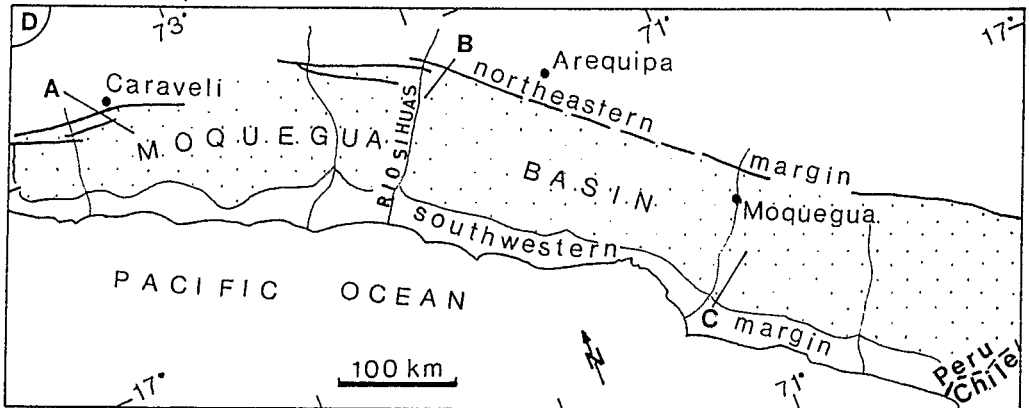 D
73°
71°
17°
B
Arequipa
A
Caraveli
northeastern
margin
MOQUEGUA
RIO SIHUAS
BASIN
Moquegua
southwestern
margin
C
PACIFIC OCEAN
N
100 km
17°
71°
Peru
Chile